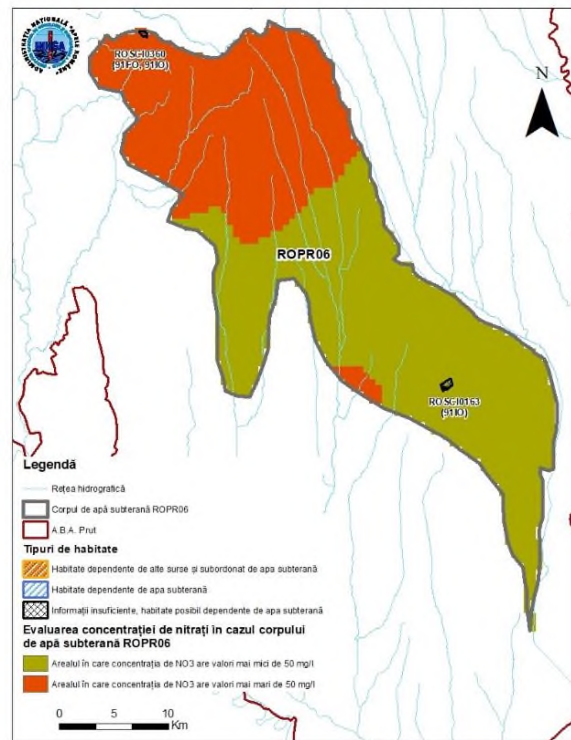 ADMINISTRAȚIA NAȚIONALĂ "APELE ROMÂNE"
ROSCI0360
(91F0, 91I0)
N
ROPR06
ROSCI0163
(91I0)
Legendă
Rețea hidrografică
Corpul de apă subterană ROPR06
A.B.A. Prut
Tipuri de habitate
Habitate dependente de alte surse și subordonat de apa subterană
Habitate dependente de apa subterană
Informații insuficiente, habitate posibil dependente de apa subterană
Evaluarea concentrației de nitrați în cazul corpului
de apă subterană ROPR06
Arealul în care concentrația de NO3 are valori mai mici de 50 mg/l
Arealul în care concentrația de NO3 are valori mai mari de 50 mg/l
0 5 10
Km